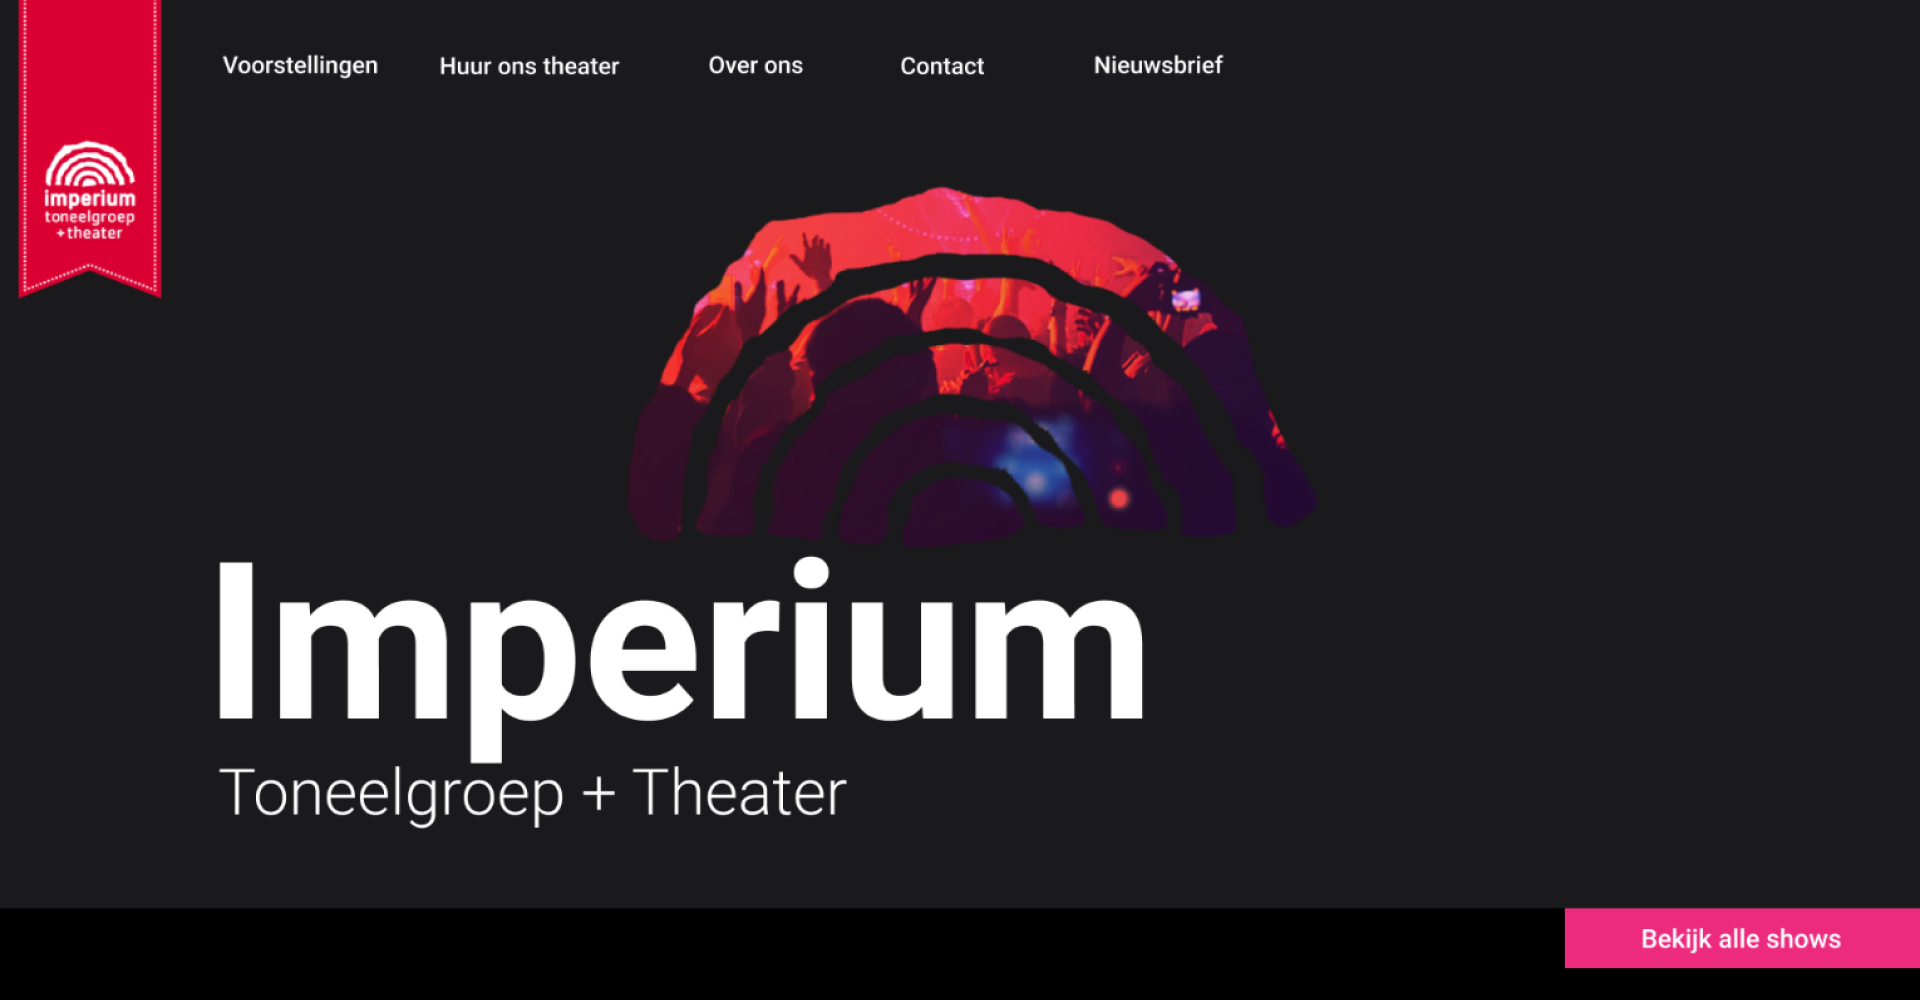 Voorstellingen
Huur ons theater
Over ons
Contact
Nieuwsbrief
imperium
toneelgroep
+theater
Imperium
Toneelgroep + Theater
Bekijk alle shows